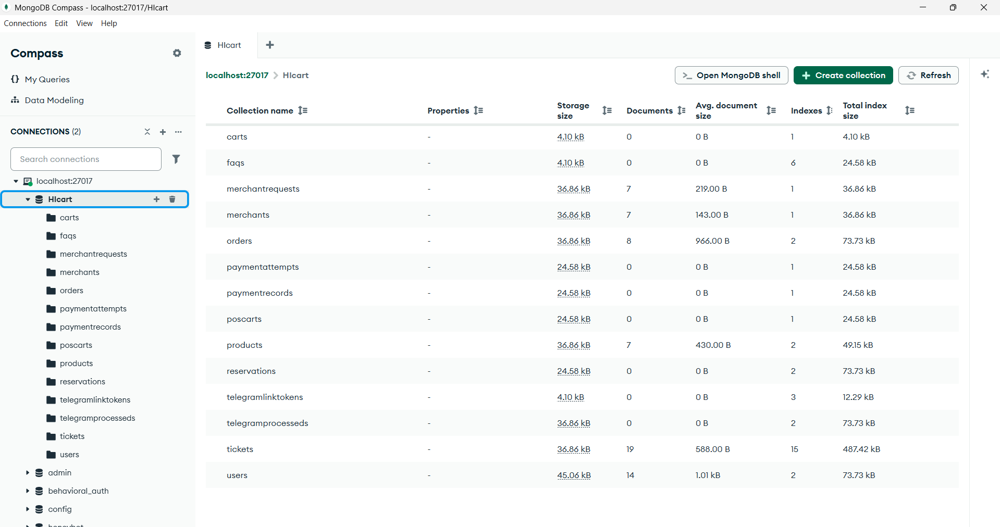 MongoDB Compass - localhost:27017/HIcart
Connections Edit View Help
Compass
My Queries
Data Modeling
CONNECTIONS (2)
Search connections
localhost:27017
HIcart
carts
faqs
merchantrequests
merchants
orders
paymentattempts
paymentrecords
poscarts
products
reservations
telegramlinktokens
telegramprocesseds
tickets
users
admin
behavioral_auth
config
HIcart
localhost:27017 > HIcart
>_ Open MongoDB shell
+ Create collection
Refresh
Collection name Properties Storage size Documents Avg. document size Indexes Total index size
carts - 4.10 kB 0 0 B 1 4.10 kB
faqs - 4.10 kB 0 0 B 6 24.58 kB
merchantrequests - 36.86 kB 7 219.00 B 1 36.86 kB
merchants - 36.86 kB 7 143.00 B 1 36.86 kB
orders - 36.86 kB 8 966.00 B 2 73.73 kB
paymentattempts - 24.58 kB 0 0 B 1 24.58 kB
paymentrecords - 24.58 kB 0 0 B 1 24.58 kB
poscarts - 24.58 kB 0 0 B 1 24.58 kB
products - 36.86 kB 7 430.00 B 2 49.15 kB
reservations - 24.58 kB 0 0 B 2 73.73 kB
telegramlinktokens - 4.10 kB 0 0 B 3 12.29 kB
telegramprocesseds - 36.86 kB 0 0 B 2 73.73 kB
tickets - 36.86 kB 19 588.00 B 15 487.42 kB
users - 45.06 kB 14 1.01 kB 2 73.73 kB